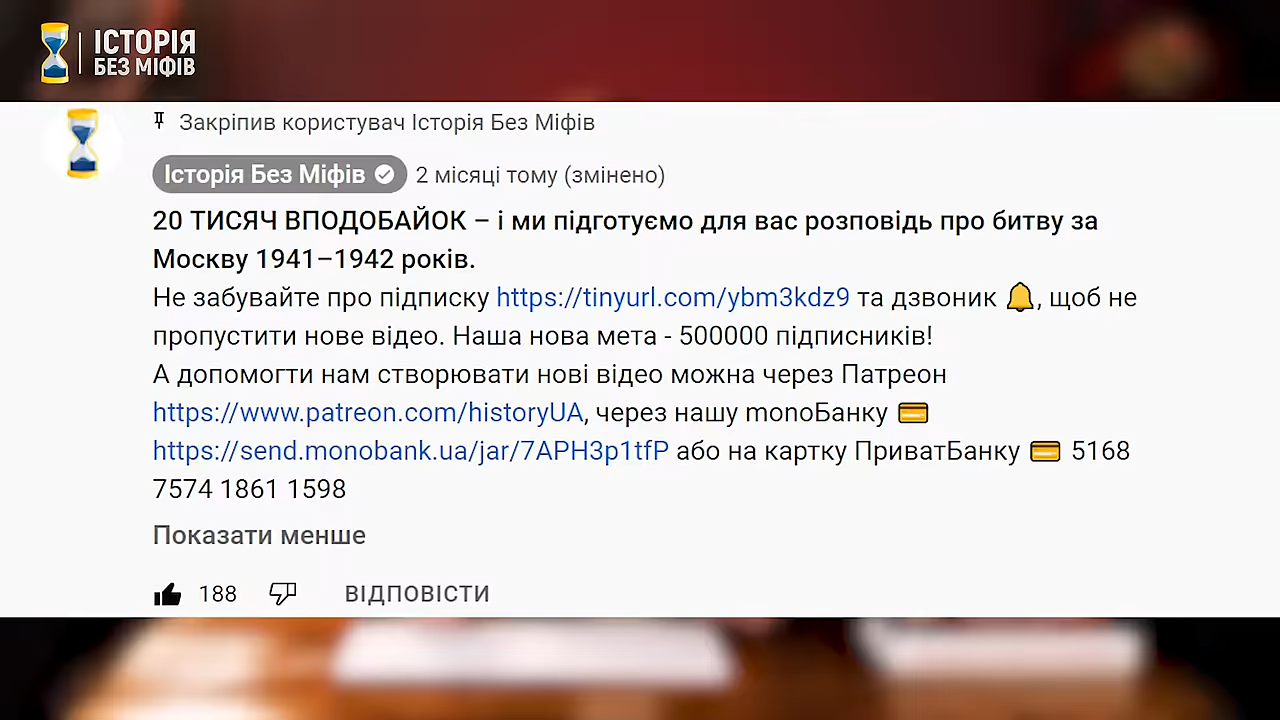 ІСТОРІЯ
БЕЗ МІФІВ
Закріпив користувач Історія Без Міфів
Історія Без Міфів 2 місяці тому (змінено)
20 ТИСЯЧ ВПОДОБАЙОК – і ми підготуємо для вас розповідь про битву за
Москву 1941–1942 років.
Не забувайте про підписку https://tinyurl.com/ybm3kdz9 та дзвоник 🔔, щоб не
пропустити нове відео. Наша нова мета - 500000 підписників!
А допомогти нам створювати нові відео можна через Патреон
https://www.patreon.com/historyUA, через нашу monoБанку 💳
https://send.monobank.ua/jar/7APH3p1tfP або на картку ПриватБанку 💳 5168
7574 1861 1598
Показати менше
188 ВІДПОВІСТИ